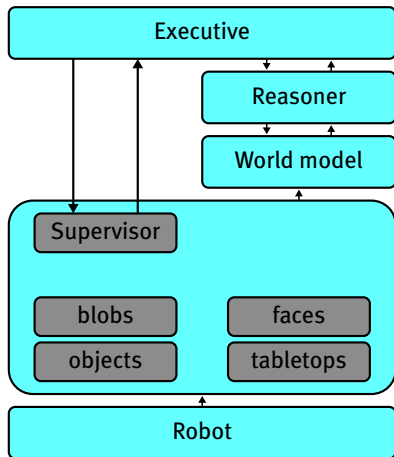 Executive
Reasoner
World model
Supervisor
blobs
faces
objects
tabletops
Robot